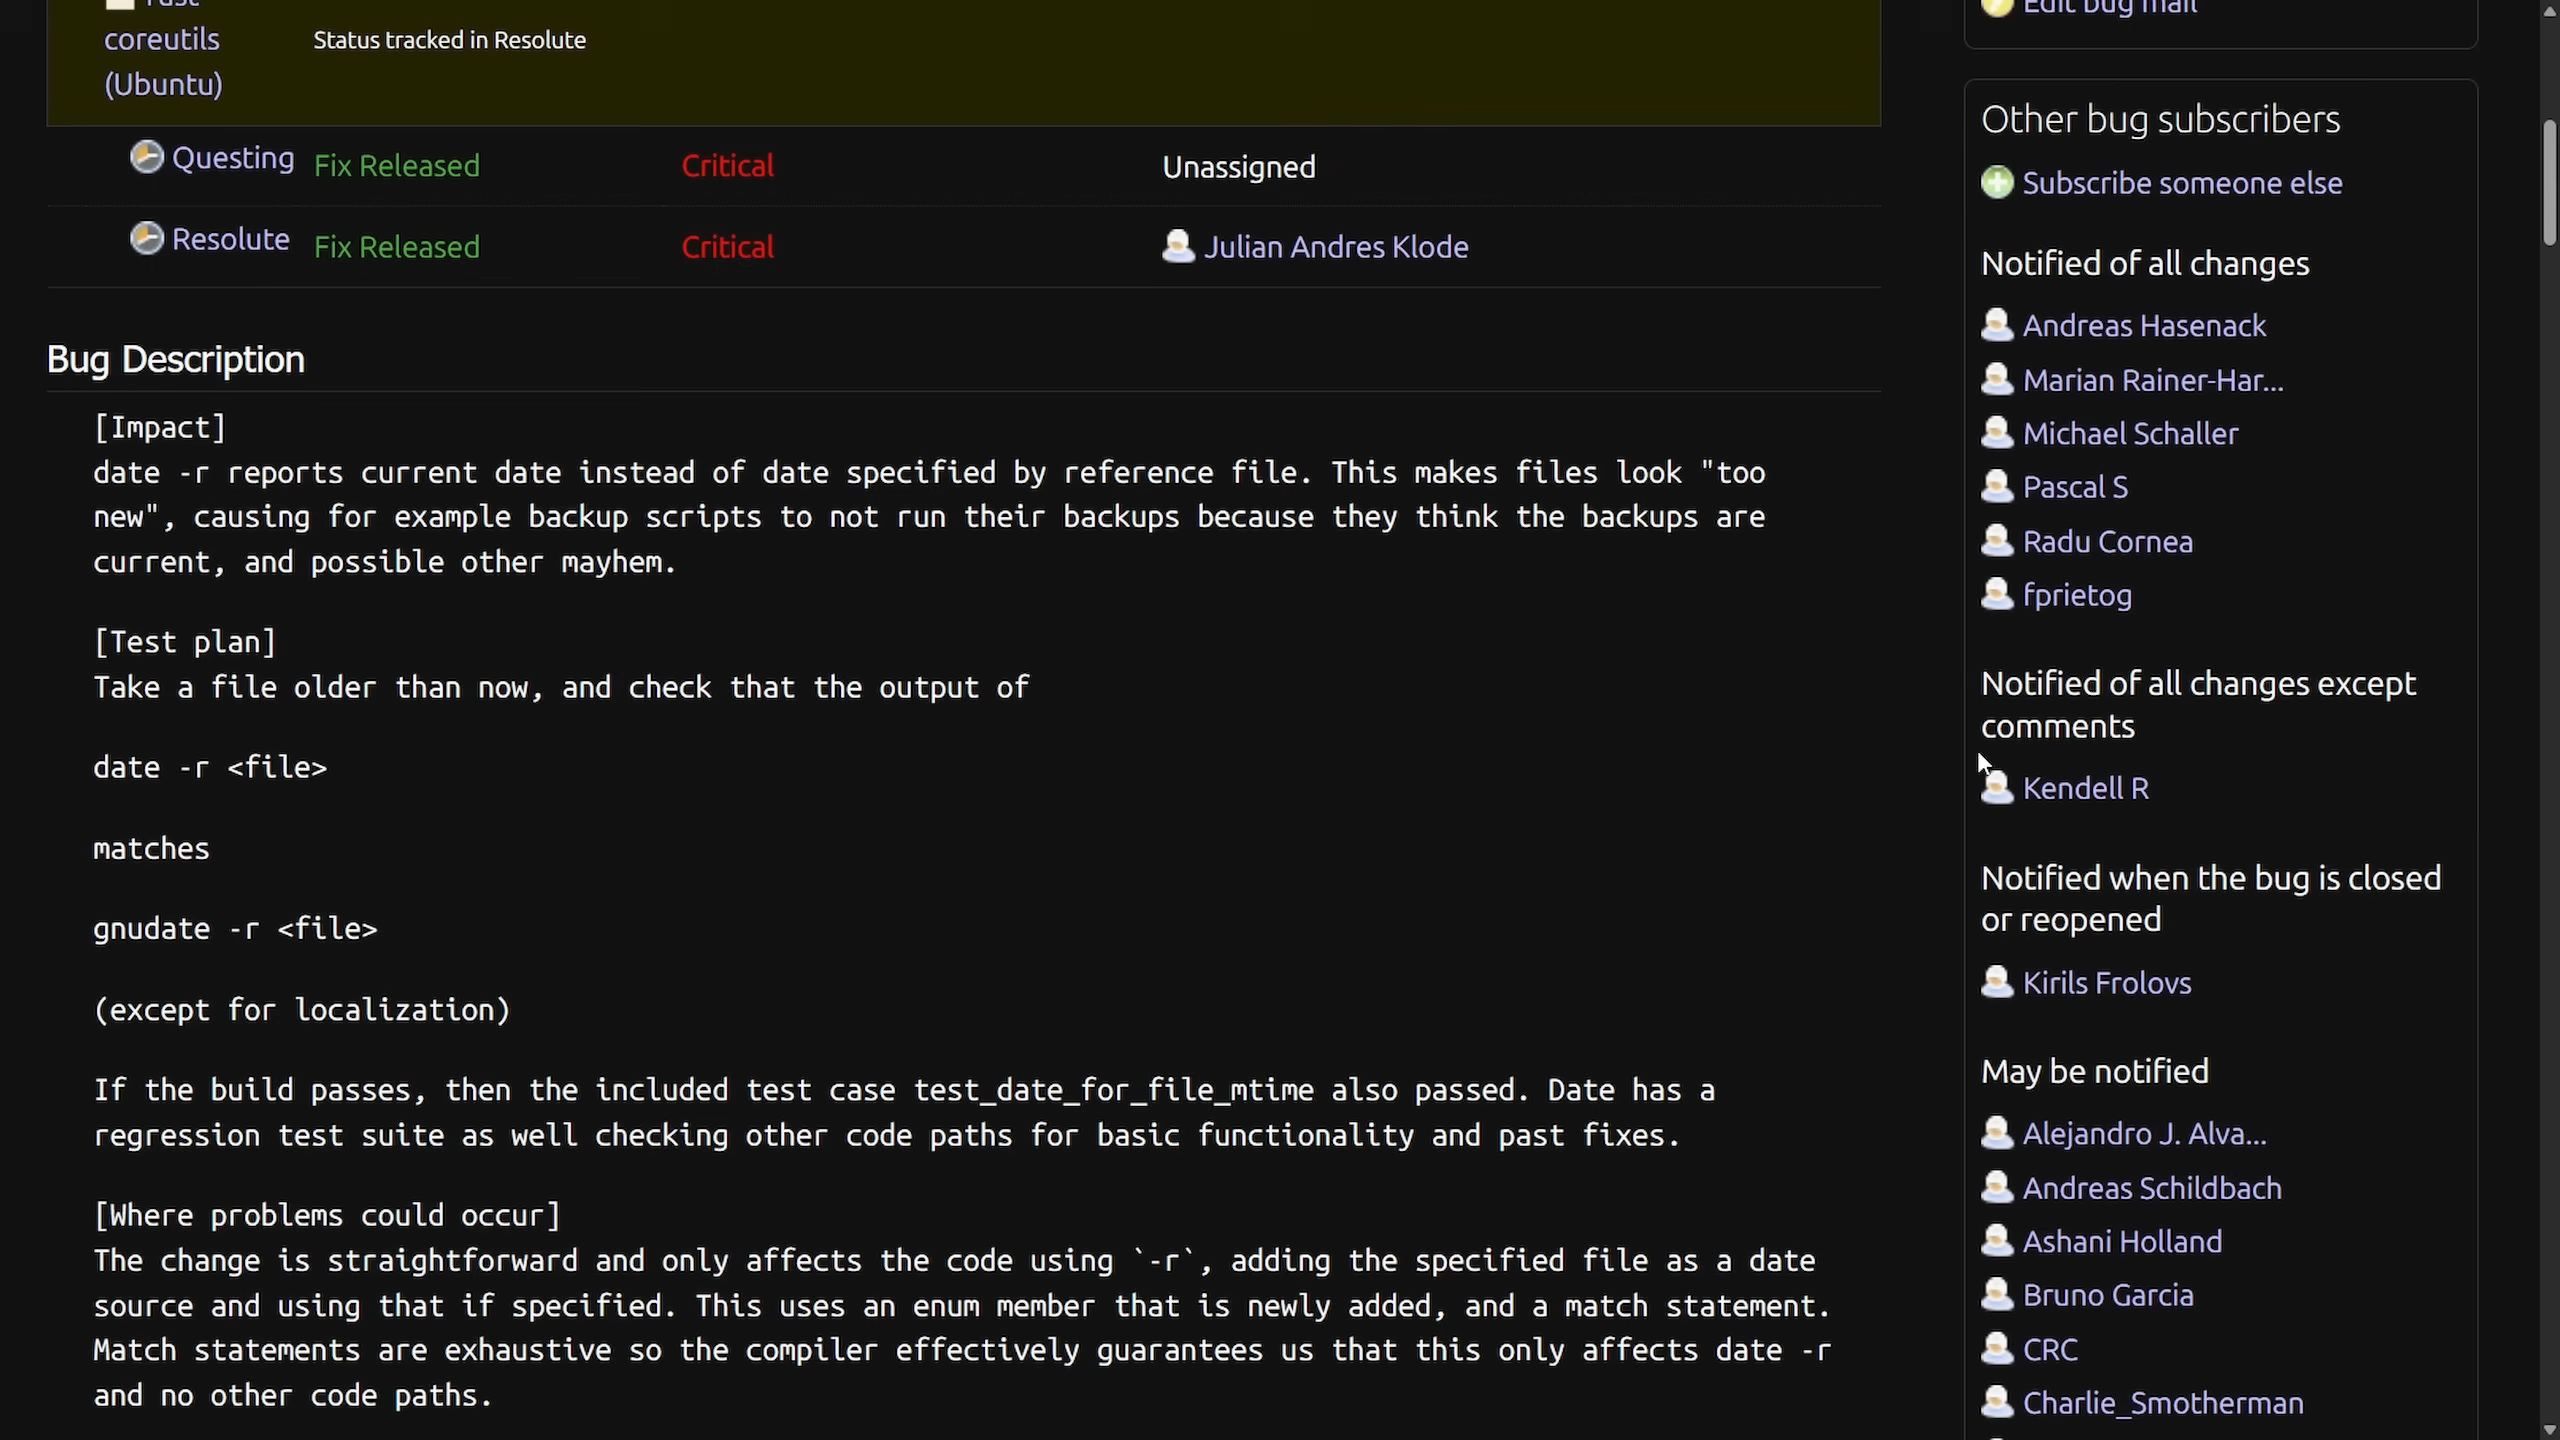 coreutils
(Ubuntu)
Status tracked in Resolute
Questing Fix Released Critical Unassigned
Resolute Fix Released Critical Julian Andres Klode
Bug Description
[Impact]
date -r reports current date instead of date specified by reference file. This makes files look "too
new", causing for example backup scripts to not run their backups because they think the backups are
current, and possible other mayhem.
[Test plan]
Take a file older than now, and check that the output of
date -r <file>
matches
gnudate -r <file>
(except for localization)
If the build passes, then the included test case test_date_for_file_mtime also passed. Date has a
regression test suite as well checking other code paths for basic functionality and past fixes.
[Where problems could occur]
The change is straightforward and only affects the code using `-r`, adding the specified file as a date
source and using that if specified. This uses an enum member that is newly added, and a match statement.
Match statements are exhaustive so the compiler effectively guarantees us that this only affects date -r
and no other code paths.
Edit bug mail
Other bug subscribers
Subscribe someone else
Notified of all changes
Andreas Hasenack
Marian Rainer-Har...
Michael Schaller
Pascal S
Radu Cornea
fprietog
Notified of all changes except
comments
Kendell R
Notified when the bug is closed
or reopened
Kirils Frolovs
May be notified
Alejandro J. Alva...
Andreas Schildbach
Ashani Holland
Bruno Garcia
CRC
Charlie_Smotherman